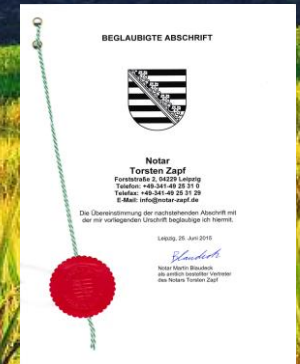 BEGLAUBIGTE ABSCHRIFT
Notar
Torsten Zapf
Forststraße 2, 04229 Leipzig
Telefon: +49-341-49 25 31 0
Telefax: +49-341-49 25 31 29
E-Mail: info@notar-zapf.de
Die Übereinstimmung der nachstehenden Abschrift mit
der mir vorliegenden Urschrift beglaubige ich hiermit.
Leipzig, 26. Juni 2015
Blaudeck
Notar Martin Blaudeck
als amtlich bestellter Vertreter
des Notars Torsten Zapf